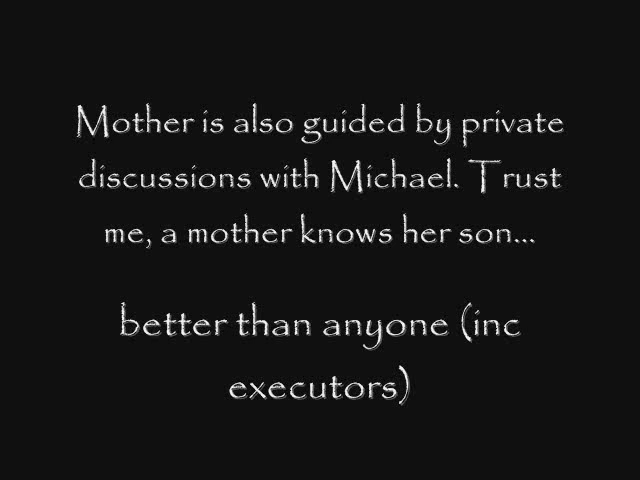 Mother is also guided by private
discussions with Michael. Trust
me, a mother knows her son...
better than anyone (inc
executors)